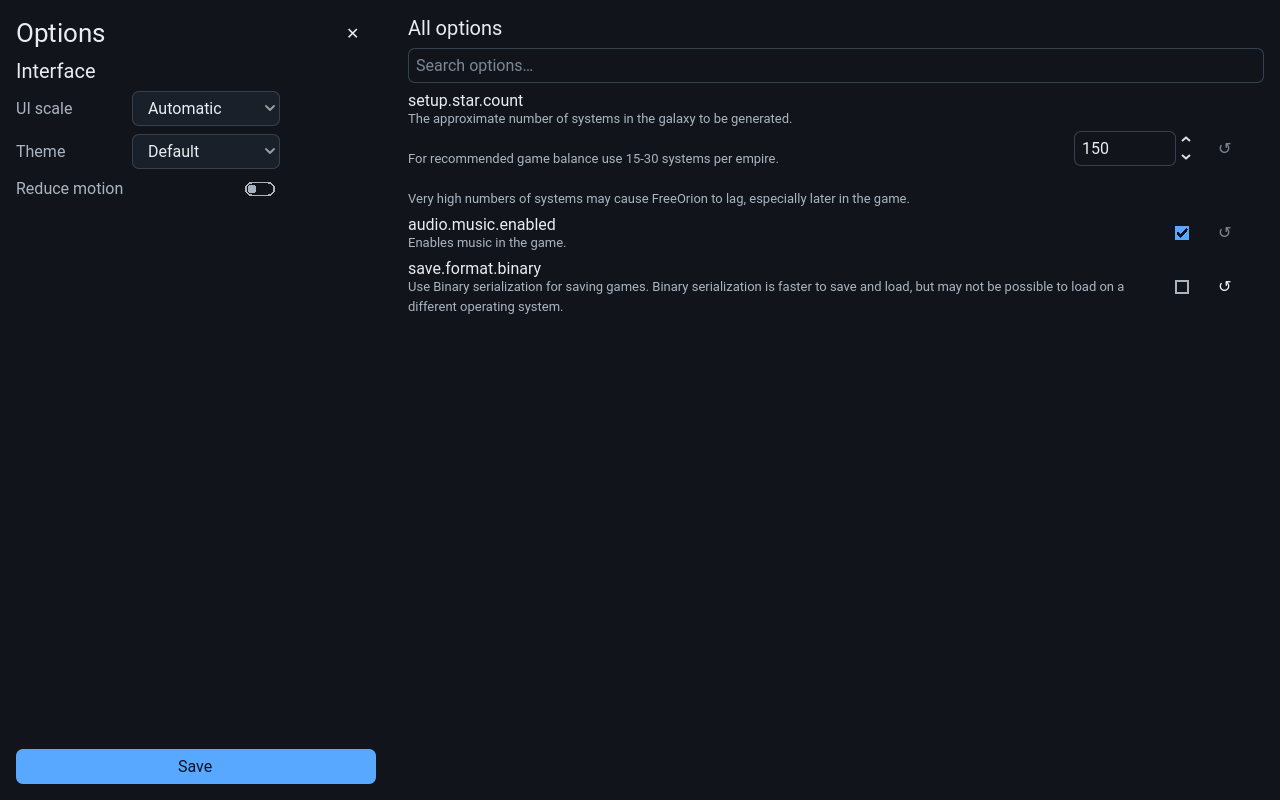 Options
✕
Interface
UI scale
Automatic
Theme
Default
Reduce motion
Save
All options
Search options…
setup.star.count
The approximate number of systems in the galaxy to be generated.
For recommended game balance use 15-30 systems per empire.
Very high numbers of systems may cause FreeOrion to lag, especially later in the game.
150
↺
audio.music.enabled
Enables music in the game.
↺
save.format.binary
Use Binary serialization for saving games. Binary serialization is faster to save and load, but may not be possible to load on a
different operating system.
↺